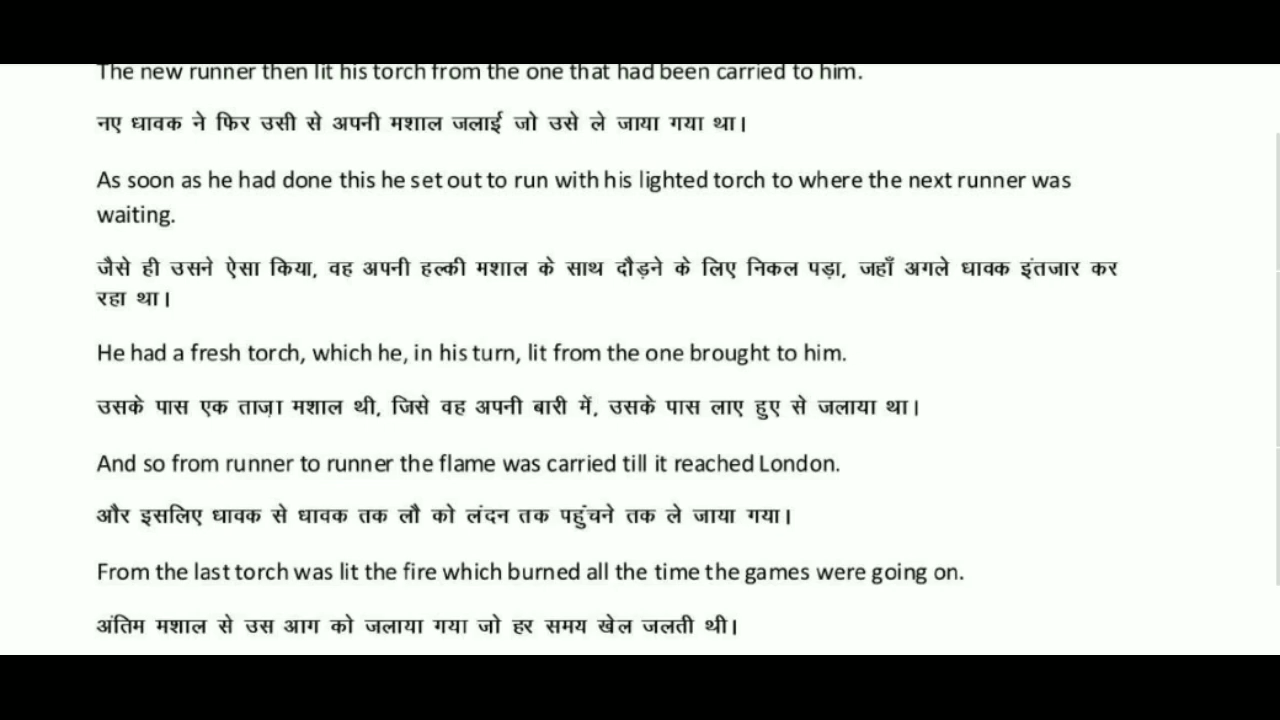 The new runner then lit his torch from the one that had been carried to him.
नए धावक ने फिर उसी से अपनी मशाल जलाई जो उसे ले जाया गया था।
As soon as he had done this he set out to run with his lighted torch to where the next runner was
waiting.
जैसे ही उसने ऐसा किया, वह अपनी हल्की मशाल के साथ दौड़ने के लिए निकल पड़ा, जहाँ अगले धावक इंतजार कर
रहा था।
He had a fresh torch, which he, in his turn, lit from the one brought to him.
उसके पास एक ताज़ा मशाल थी, जिसे वह अपनी बारी में, उसके पास लाए हुए से जलाया था।
And so from runner to runner the flame was carried till it reached London.
और इसलिए धावक से धावक तक लौ को लंदन तक पहुंचने तक ले जाया गया।
From the last torch was lit the fire which burned all the time the games were going on.
अंतिम मशाल से उस आग को जलाया गया जो हर समय खेल जलती थी।